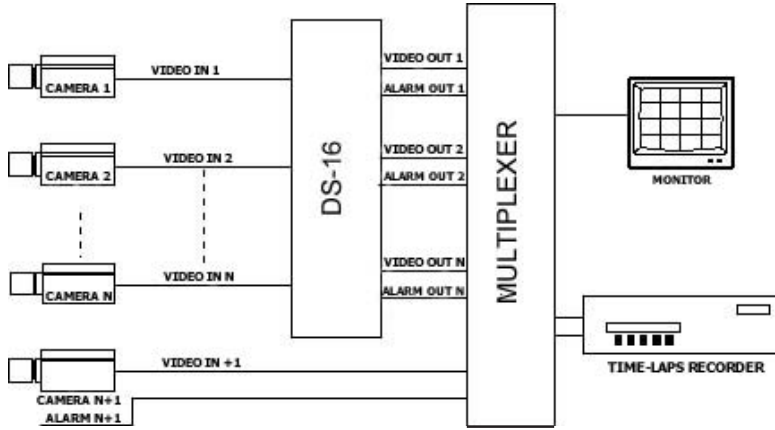 VIDEO IN 1
CAMERA 1
VIDEO OUT 1
ALARM OUT 1
VIDEO IN 2
CAMERA 2
VIDEO OUT 2
ALARM OUT 2
DS-16
MULTIPLEXER
MONITOR
VIDEO IN N
CAMERA N
VIDEO OUT N
ALARM OUT N
VIDEO IN +1
CAMERA N+1
ALARM N+1
TIME-LAPS RECORDER